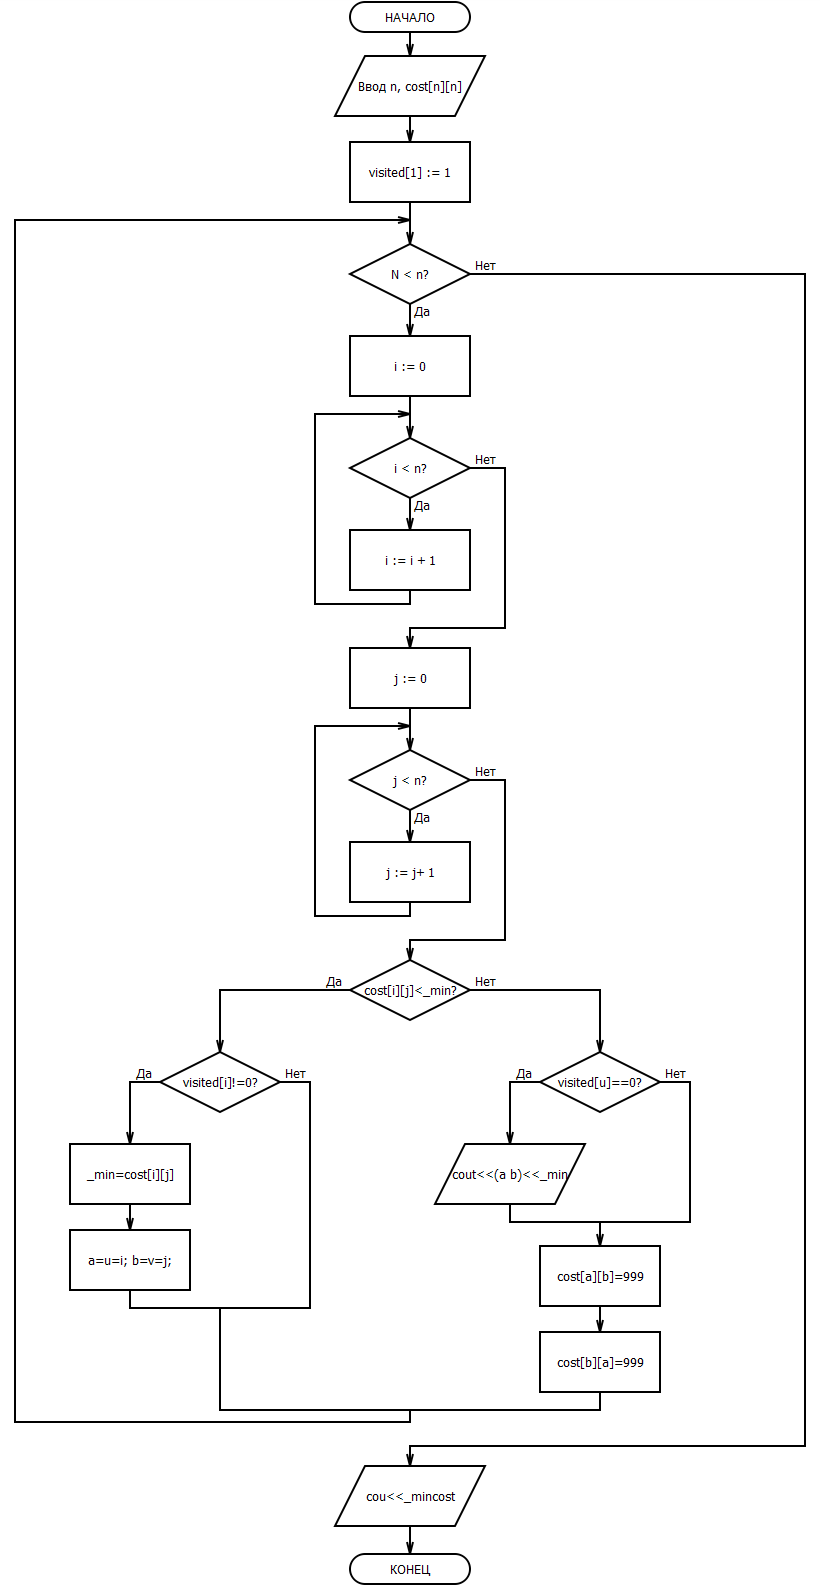 НАЧАЛО
Ввод n, cost[n][n]
visited[1] := 1
N < n?
Нет
Да
i := 0
i < n?
Нет
Да
i := i + 1
j := 0
j < n?
Нет
Да
j := j+ 1
cost[i][j]<_min?
Да
Нет
visited[i]!=0?
Да
Нет
_min=cost[i][j]
a=u=i; b=v=j;
visited[u]==0?
Да
Нет
cout<<(a b)<<_min
cost[a][b]=999
cost[b][a]=999
cou<<_mincost
КОНЕЦ